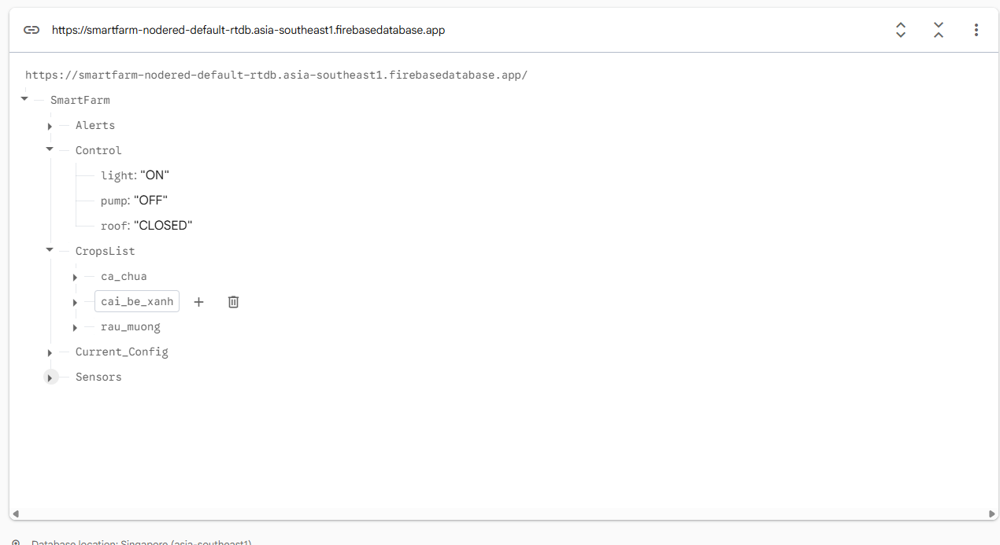 https://smartfarm-nodered-default-rtdb.asia-southeast1.firebasedatabase.app
https://smartfarm-nodered-default-rtdb.asia-southeast1.firebasedatabase.app/
SmartFarm
Alerts
Control
light: "ON"
pump: "OFF"
roof: "CLOSED"
CropsList
ca_chua
cai_be_xanh
rau_muong
Current_Config
Sensors
Database location: Singapore (asia-southeast1)